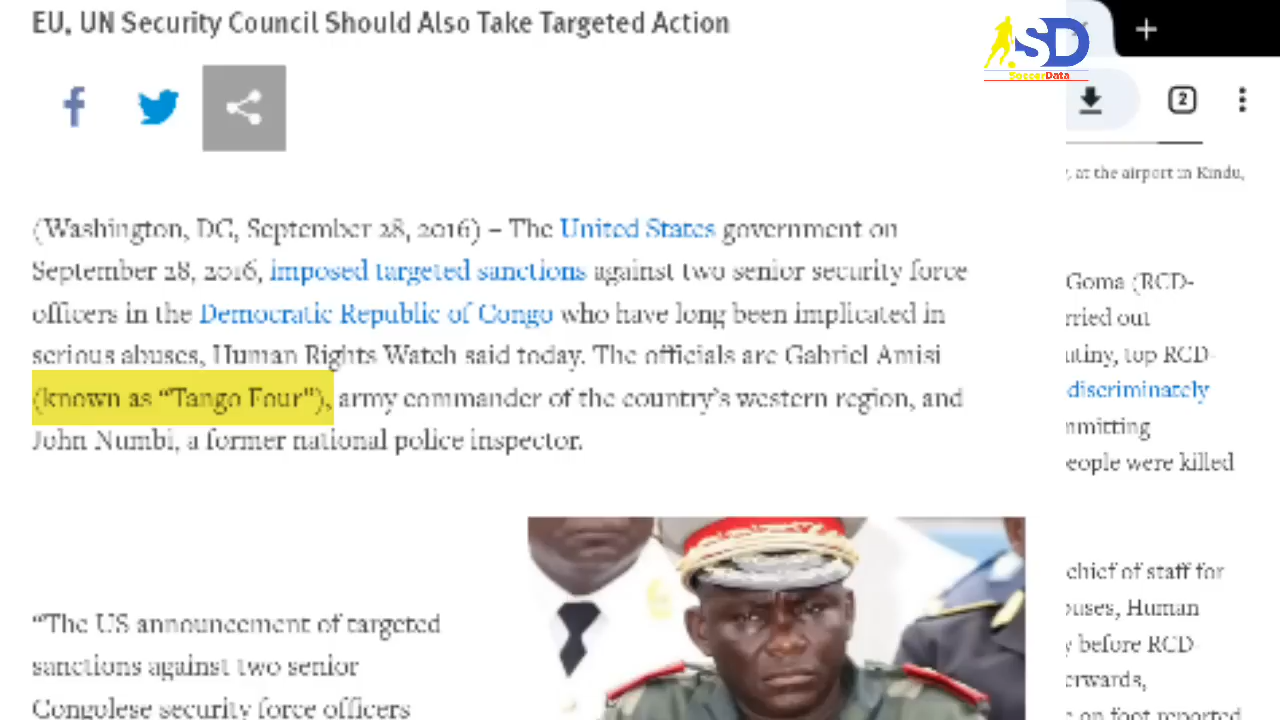 EU, UN Security Council Should Also Take Targeted Action
SD
SoccerData
2
(Washington, DC, September 28, 2016) – The United States government on
September 28, 2016, imposed targeted sanctions against two senior security force
officers in the Democratic Republic of Congo who have long been implicated in
serious abuses, Human Rights Watch said today. The officials are Gabriel Amisi
(known as “Tango Four”), army commander of the country’s western region, and
John Numbi, a former national police inspector.
“The US announcement of targeted
sanctions against two senior
Congolese security force officers
, at the airport in Kindu,
Goma (RCD-
rried out
utiny, top RCD-
discriminately
mmitting
people were killed
chief of staff for
buses, Human
y before RCD-
erwards,
on foot reported